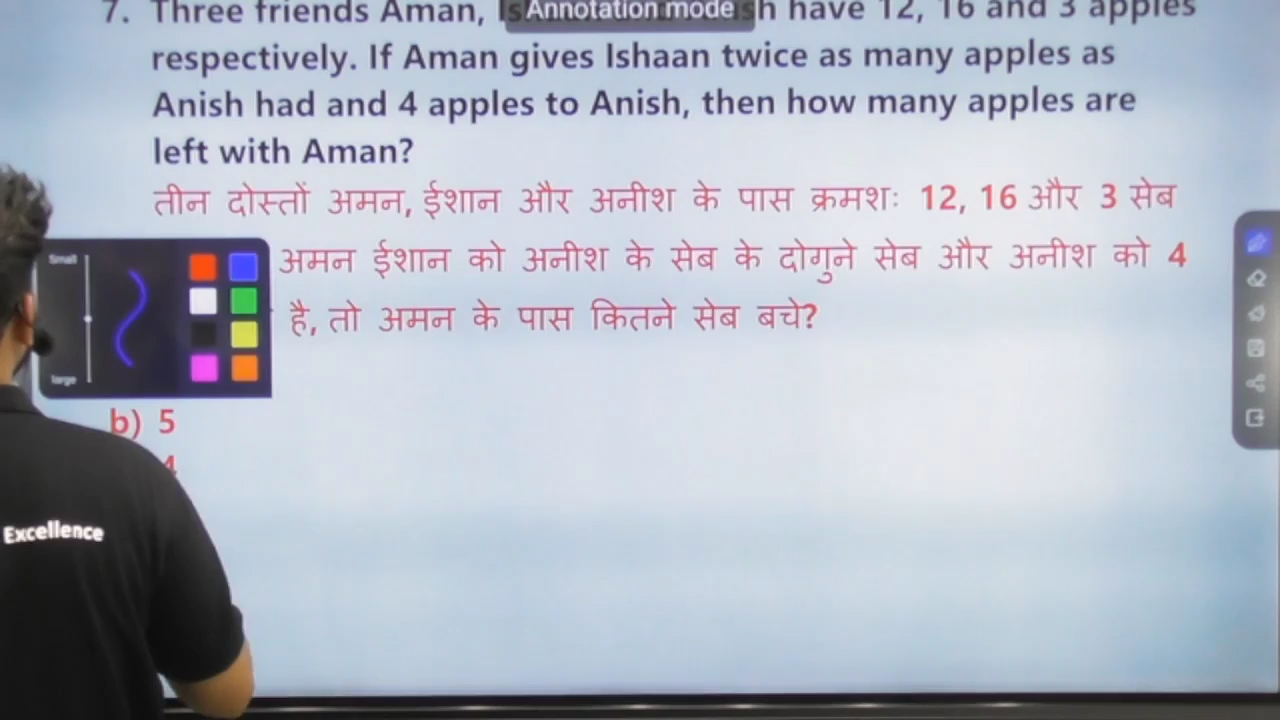 7. Three friends Aman, Annotation mode sh have 12, 16 and 3 apples
respectively. If Aman gives Ishaan twice as many apples as
Anish had and 4 apples to Anish, then how many apples are
left with Aman?
तीन दोस्तों अमन, ईशान और अनीश के पास क्रमशः 12, 16 और 3 सेब
अमन ईशान को अनीश के सेब के दोगुने सेब और अनीश को 4
है, तो अमन के पास कितने सेब बचे?
Small
large
b) 5
4
Excellence